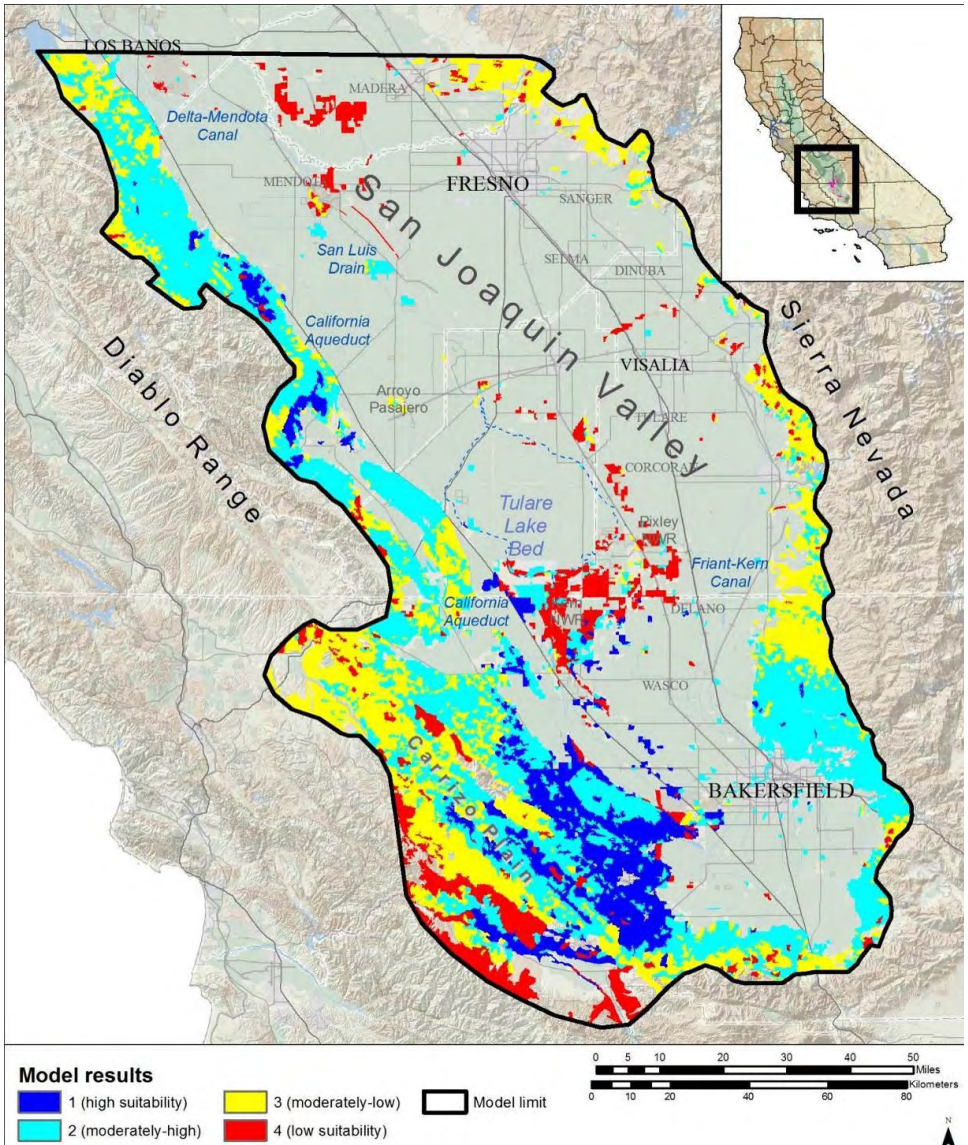 LOS BANOS
MADERA
Delta-Mendota
Canal
MENDOTA
FRESNO
SANGER
San Joaquin Valley
SELMA
DINUBA
San Luis
Drain
California
Aqueduct
Sierra Nevada
Diablo Range
VISALIA
Arroyo
Pasajero
TULARE
CORCORAN
Tulare
Lake
Bed
Pixley
NWR
Friant-Kern
Canal
California
Aqueduct
NWR
DELANO
WASCO
Carrizo Plain
BAKERSFIELD
Model results
1 (high suitability)
2 (moderately-high)
3 (moderately-low)
4 (low suitability)
Model limit
0 5 10 20 30 40 50
Miles
Kilometers
0 10 20 40 60 80
N